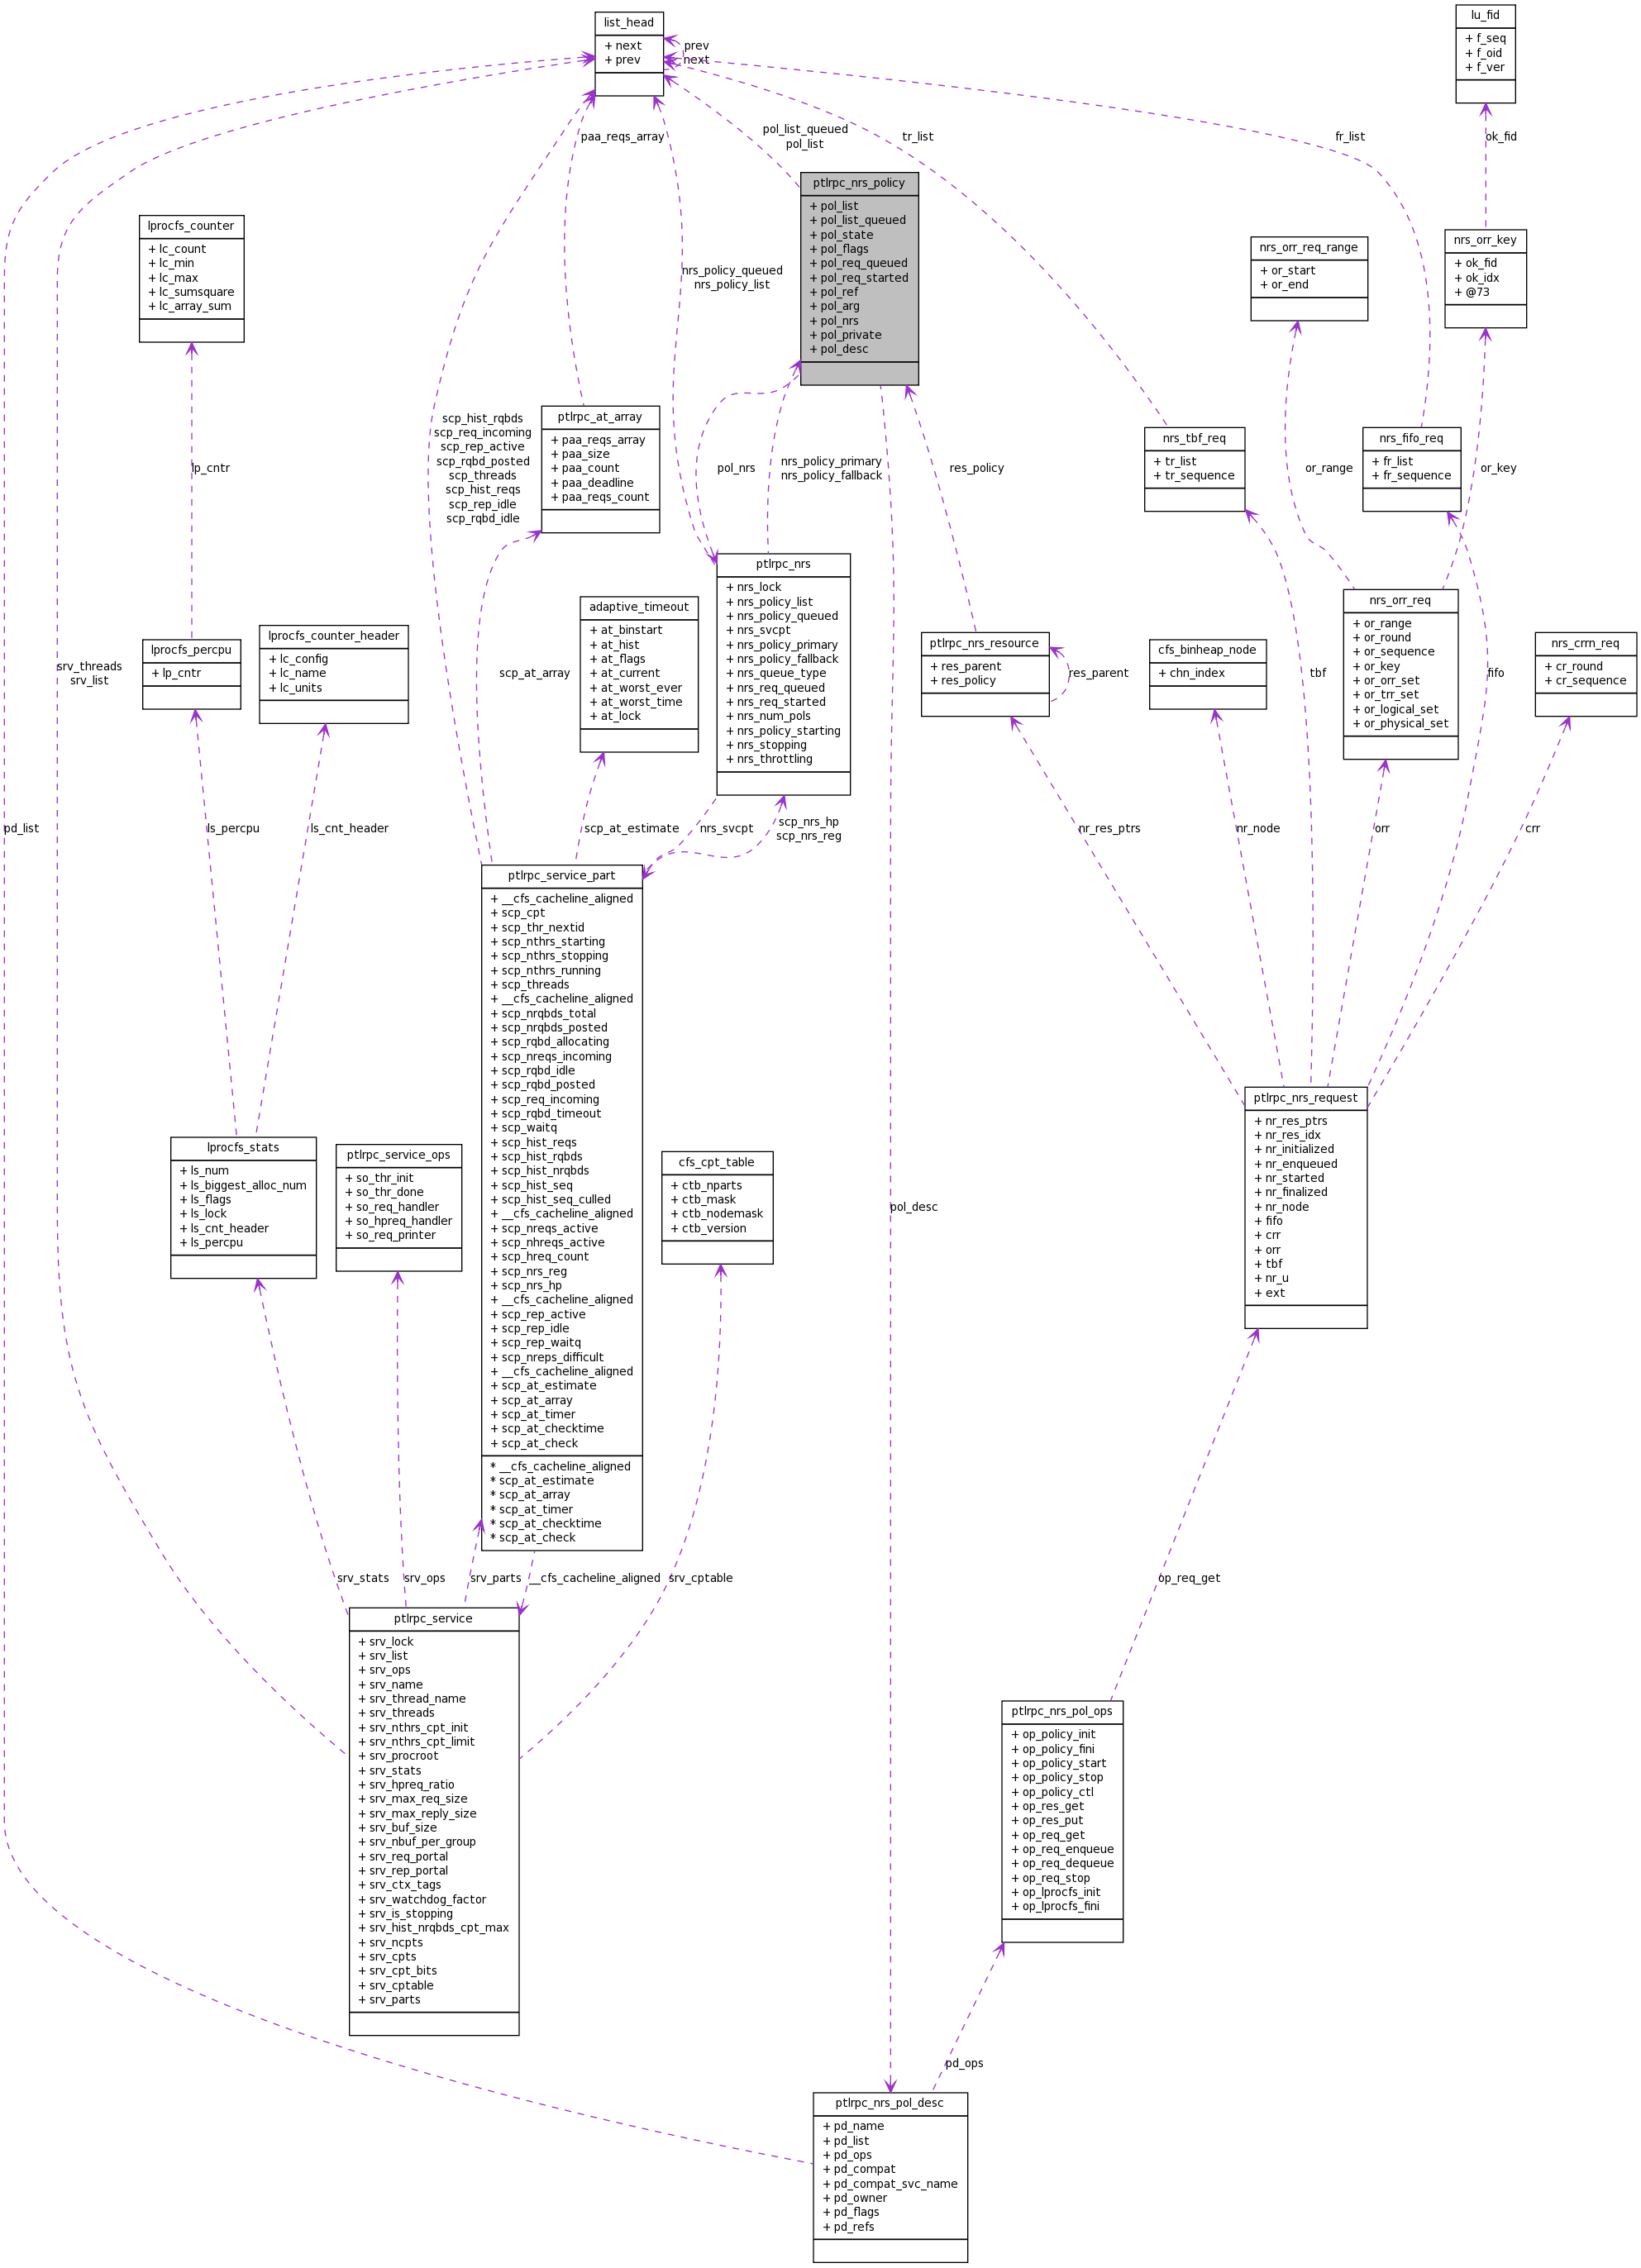 list_head
+ next
+ prev
prev
next
lu_fid
+ f_seq
+ f_oid
+ f_ver
paa_reqs_array
pol_list_queued
pol_list
tr_list
fr_list
ok_fid
ptlrpc_nrs_policy
+ pol_list
+ pol_list_queued
+ pol_state
+ pol_flags
+ pol_req_queued
+ pol_req_started
+ pol_ref
+ pol_arg
+ pol_nrs
+ pol_private
+ pol_desc
lprocfs_counter
+ lc_count
+ lc_min
+ lc_max
+ lc_sumsquare
+ lc_array_sum
nrs_policy_queued
nrs_policy_list
nrs_orr_req_range
+ or_start
+ or_end
nrs_orr_key
+ ok_fid
+ ok_idx
+ @73
lp_cntr
scp_hist_rqbds
scp_req_incoming
scp_rep_active
scp_rqbd_posted
scp_threads
scp_hist_reqs
scp_rep_idle
scp_rqbd_idle
ptlrpc_at_array
+ paa_reqs_array
+ paa_size
+ paa_count
+ paa_deadline
+ paa_reqs_count
pol_nrs
nrs_policy_primary
nrs_policy_fallback
res_policy
nrs_tbf_req
+ tr_list
+ tr_sequence
or_range
nrs_fifo_req
+ fr_list
+ fr_sequence
or_key
srv_threads
srv_list
lprocfs_percpu
+ lp_cntr
lprocfs_counter_header
+ lc_config
+ lc_name
+ lc_units
scp_at_array
adaptive_timeout
+ at_binstart
+ at_hist
+ at_flags
+ at_current
+ at_worst_ever
+ at_worst_time
+ at_lock
ptlrpc_nrs
+ nrs_lock
+ nrs_policy_list
+ nrs_policy_queued
+ nrs_svcpt
+ nrs_policy_primary
+ nrs_policy_fallback
+ nrs_queue_type
+ nrs_req_queued
+ nrs_req_started
+ nrs_num_pols
+ nrs_policy_starting
+ nrs_stopping
+ nrs_throttling
ptlrpc_nrs_resource
+ res_parent
+ res_policy
res_parent
cfs_binheap_node
+ chn_index
tbf
nrs_orr_req
+ or_range
+ or_round
+ or_sequence
+ or_key
+ or_orr_set
+ or_trr_set
+ or_logical_set
+ or_physical_set
fifo
nrs_crrn_req
+ cr_round
+ cr_sequence
pd_list
ls_percpu
ls_cnt_header
scp_at_estimate
nrs_svcpt
scp_nrs_hp
scp_nrs_reg
nr_res_ptrs
nr_node
orr
crr
ptlrpc_service_part
+ __cfs_cacheline_aligned
+ scp_cpt
+ scp_thr_nextid
+ scp_nthrs_starting
+ scp_nthrs_stopping
+ scp_nthrs_running
+ scp_threads
+ __cfs_cacheline_aligned
+ scp_nrqbds_total
+ scp_nrqbds_posted
+ scp_rqbd_allocating
+ scp_nreqs_incoming
+ scp_rqbd_idle
+ scp_rqbd_posted
+ scp_req_incoming
+ scp_rqbd_timeout
+ scp_waitq
+ scp_hist_reqs
+ scp_hist_rqbds
+ scp_hist_nrqbds
+ scp_hist_seq
+ scp_hist_seq_culled
+ __cfs_cacheline_aligned
+ scp_nreqs_active
+ scp_nhreqs_active
+ scp_hreq_count
+ scp_nrs_reg
+ scp_nrs_hp
+ __cfs_cacheline_aligned
+ scp_rep_active
+ scp_rep_idle
+ scp_rep_waitq
+ scp_nreps_difficult
+ __cfs_cacheline_aligned
+ scp_at_estimate
+ scp_at_array
+ scp_at_timer
+ scp_at_checktime
+ scp_at_check
* __cfs_cacheline_aligned
* scp_at_estimate
* scp_at_array
* scp_at_timer
* scp_at_checktime
* scp_at_check
lprocfs_stats
+ ls_num
+ ls_biggest_alloc_num
+ ls_flags
+ ls_lock
+ ls_cnt_header
+ ls_percpu
ptlrpc_service_ops
+ so_thr_init
+ so_thr_done
+ so_req_handler
+ so_hpreq_handler
+ so_req_printer
cfs_cpt_table
+ ctb_nparts
+ ctb_mask
+ ctb_nodemask
+ ctb_version
pol_desc
ptlrpc_nrs_request
+ nr_res_ptrs
+ nr_res_idx
+ nr_initialized
+ nr_enqueued
+ nr_started
+ nr_finalized
+ nr_node
+ fifo
+ crr
+ orr
+ tbf
+ nr_u
+ ext
srv_stats
srv_ops
srv_parts
__cfs_cacheline_aligned
srv_cptable
op_req_get
ptlrpc_service
+ srv_lock
+ srv_list
+ srv_ops
+ srv_name
+ srv_thread_name
+ srv_threads
+ srv_nthrs_cpt_init
+ srv_nthrs_cpt_limit
+ srv_procroot
+ srv_stats
+ srv_hpreq_ratio
+ srv_max_req_size
+ srv_max_reply_size
+ srv_buf_size
+ srv_nbuf_per_group
+ srv_req_portal
+ srv_rep_portal
+ srv_ctx_tags
+ srv_watchdog_factor
+ srv_is_stopping
+ srv_hist_nrqbds_cpt_max
+ srv_ncpts
+ srv_cpts
+ srv_cpt_bits
+ srv_cptable
+ srv_parts
ptlrpc_nrs_pol_ops
+ op_policy_init
+ op_policy_fini
+ op_policy_start
+ op_policy_stop
+ op_policy_ctl
+ op_res_get
+ op_res_put
+ op_req_get
+ op_req_enqueue
+ op_req_dequeue
+ op_req_stop
+ op_lprocfs_init
+ op_lprocfs_fini
pd_ops
ptlrpc_nrs_pol_desc
+ pd_name
+ pd_list
+ pd_ops
+ pd_compat
+ pd_compat_svc_name
+ pd_owner
+ pd_flags
+ pd_refs